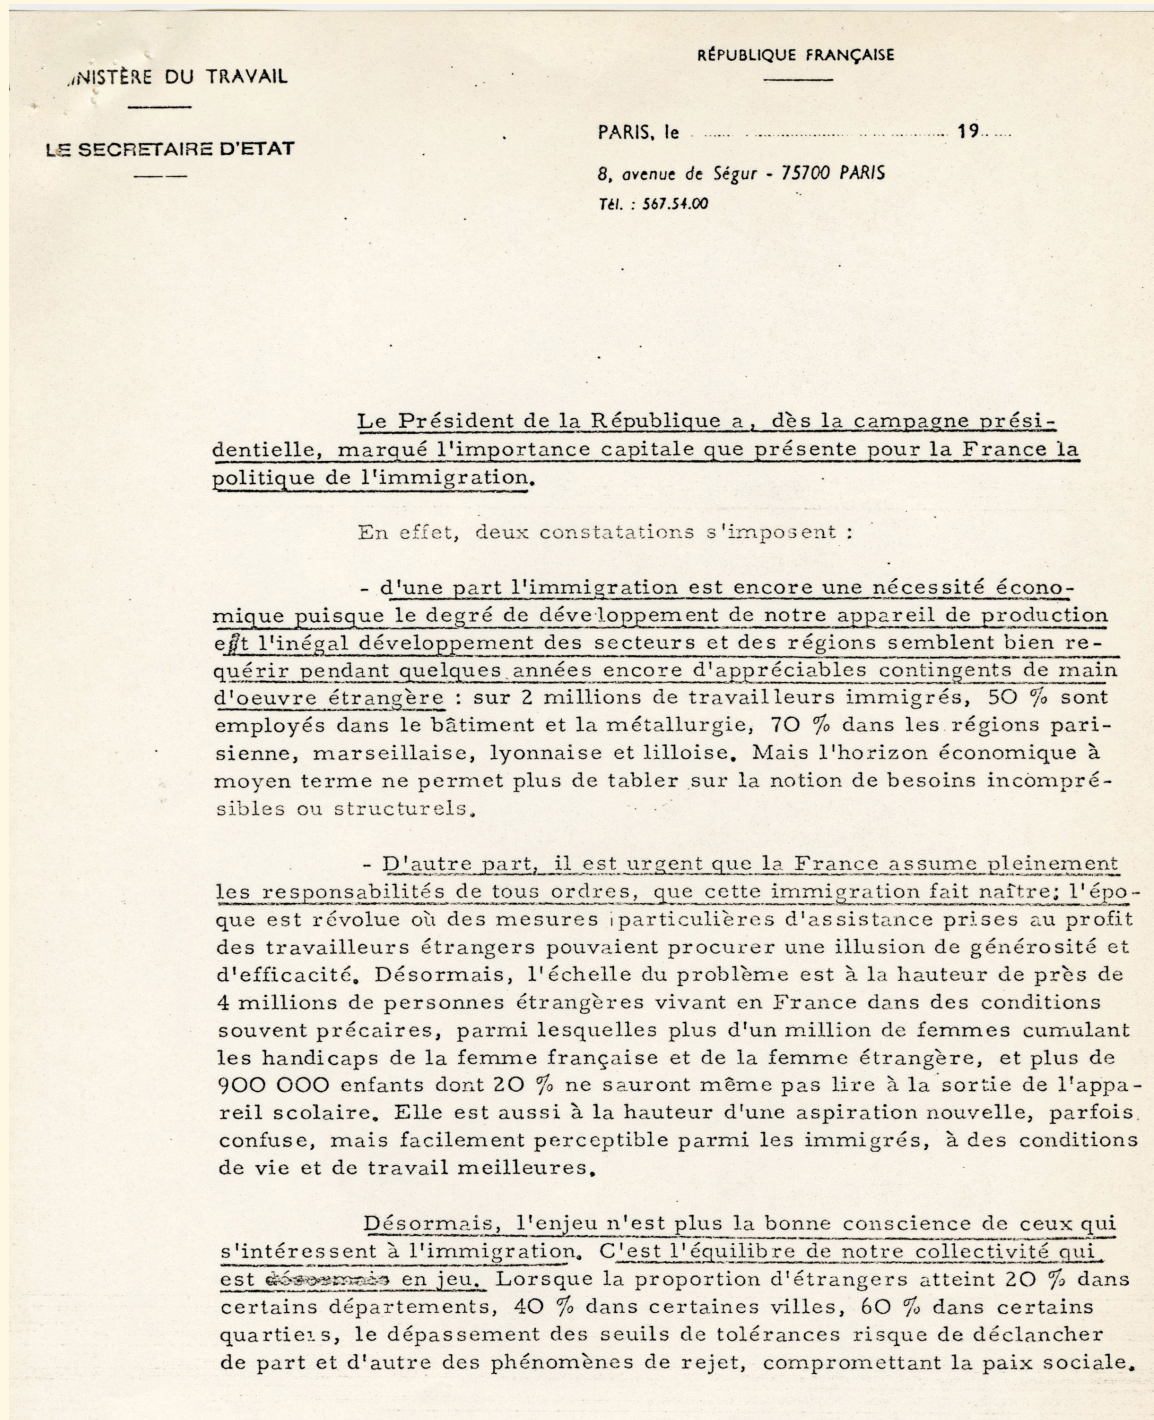 MINISTÈRE DU TRAVAIL
LE SECRETAIRE D'ETAT
RÉPUBLIQUE FRANÇAISE
PARIS, le ........ 19.....
8, avenue de Ségur - 75700 PARIS
Tél. : 567.54.00
Le Président de la République a, dès la campagne prési-
dentielle, marqué l'importance capitale que présente pour la France la
politique de l'immigration.
En effet, deux constatations s'imposent :
- d'une part l'immigration est encore une nécessité écono-
mique puisque le degré de développement de notre appareil de production
et l'inégal développement des secteurs et des régions semblent bien re-
quérir pendant quelques années encore d'appréciables contingents de main
d'oeuvre étrangère : sur 2 millions de travailleurs immigrés, 50 % sont
employés dans le bâtiment et la métallurgie, 70 % dans les régions pari-
sienne, marseillaise, lyonnaise et lilloise. Mais l'horizon économique à
moyen terme ne permet plus de tabler sur la notion de besoins incompré-
sibles ou structurels.
- D'autre part, il est urgent que la France assume pleinement
les responsabilités de tous ordres, que cette immigration fait naître; l'épo-
que est révolue où des mesures particulières d'assistance prises au profit
des travailleurs étrangers pouvaient procurer une illusion de générosité et
d'efficacité. Désormais, l'échelle du problème est à la hauteur de près de
4 millions de personnes étrangères vivant en France dans des conditions
souvent précaires, parmi lesquelles plus d'un million de femmes cumulant
les handicaps de la femme française et de la femme étrangère, et plus de
900 000 enfants dont 20 % ne sauront même pas lire à la sortie de l'appa-
reil scolaire. Elle est aussi à la hauteur d'une aspiration nouvelle, parfois
confuse, mais facilement perceptible parmi les immigrés, à des conditions
de vie et de travail meilleures.
Désormais, l'enjeu n'est plus la bonne conscience de ceux qui
s'intéressent à l'immigration. C'est l'équilibre de notre collectivité qui
est désormais en jeu. Lorsque la proportion d'étrangers atteint 20 % dans
certains départements, 40 % dans certaines villes, 60 % dans certains
quartiers, le dépassement des seuils de tolérances risque de déclancher
de part et d'autre des phénomènes de rejet, compromettant la paix sociale.